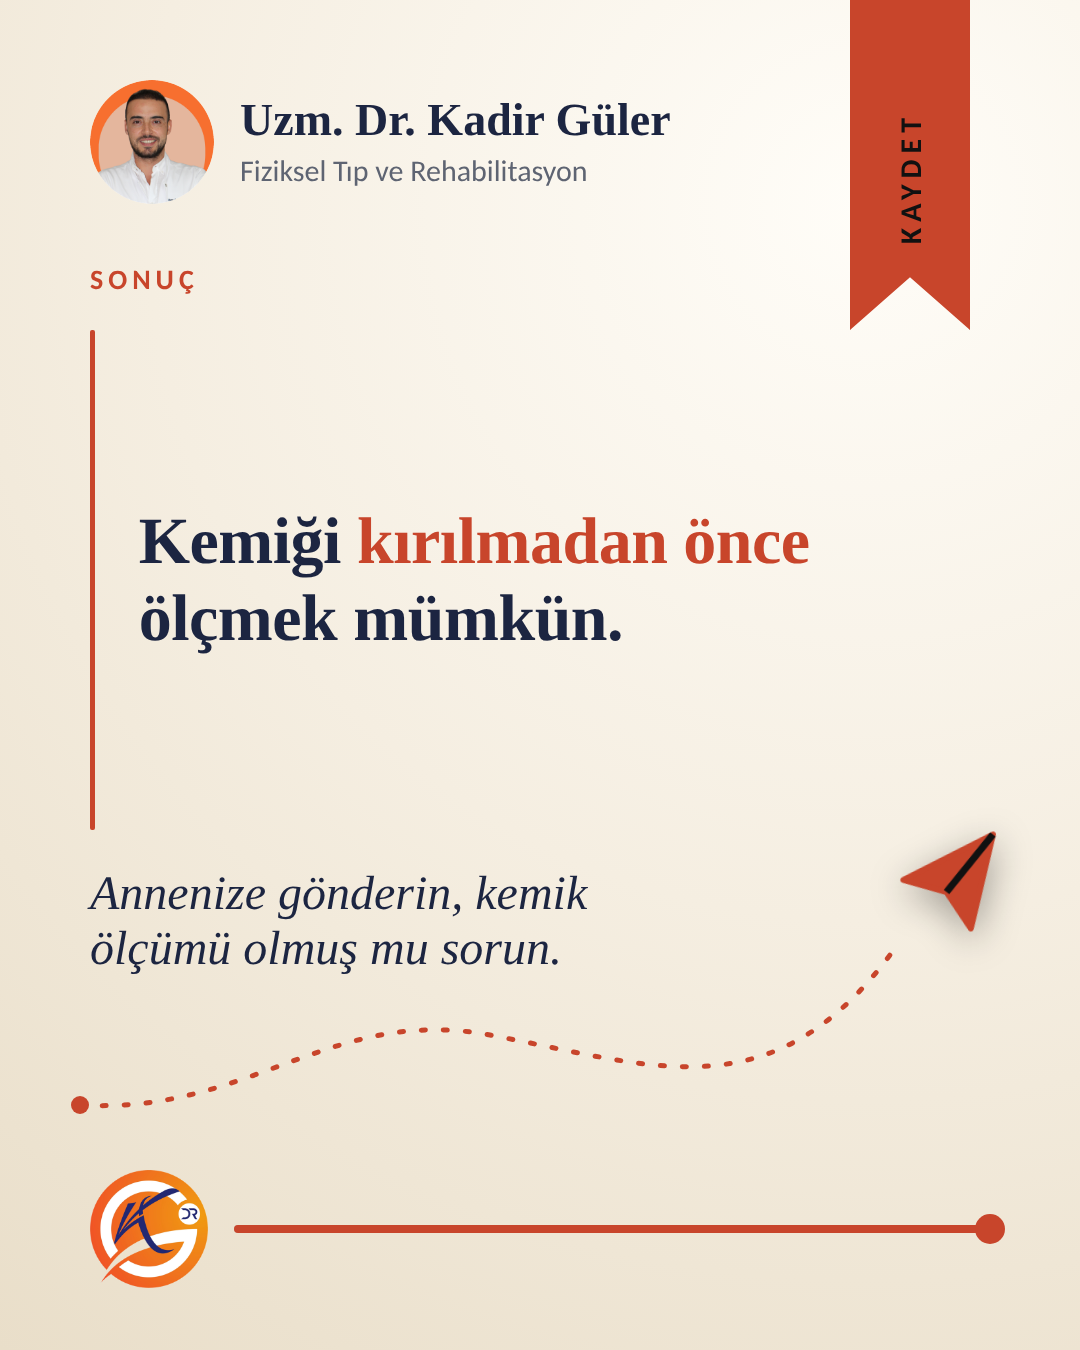 Uzm. Dr. Kadir Güler
Fiziksel Tıp ve Rehabilitasyon
KAYDET
SONUÇ
Kemiği kırılmadan önce
ölçmek mümkün.
Annenize gönderin, kemik
ölçümü olmuş mu sorun.
KG
DR